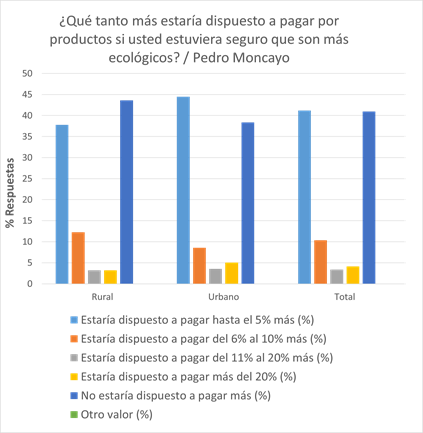 ¿Qué tanto más estaría dispuesto a pagar por
productos si usted estuviera seguro que son más
ecológicos? / Pedro Moncayo
% Respuestas
50
45
40
35
30
25
20
15
10
5
0
Rural
Urbano
Total
Estaría dispuesto a pagar hasta el 5% más (%)
Estaría dispuesto a pagar del 6% al 10% más (%)
Estaría dispuesto a pagar del 11% al 20% más (%)
Estaría dispuesto a pagar más del 20% (%)
No estaría dispuesto a pagar más (%)
Otro valor (%)